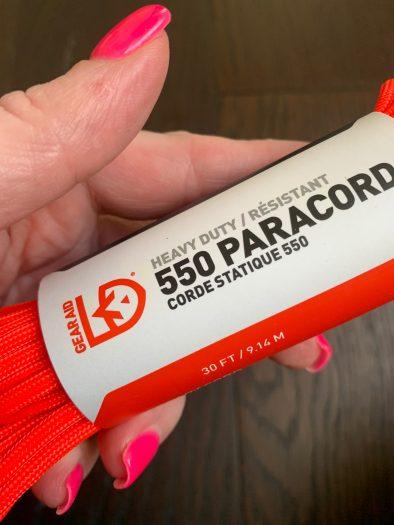 HEAVY DUTY / RÉSISTANT
550 PARACORD
CORDE STATIQUE 550
GEAR AID
30 FT / 9.14 M